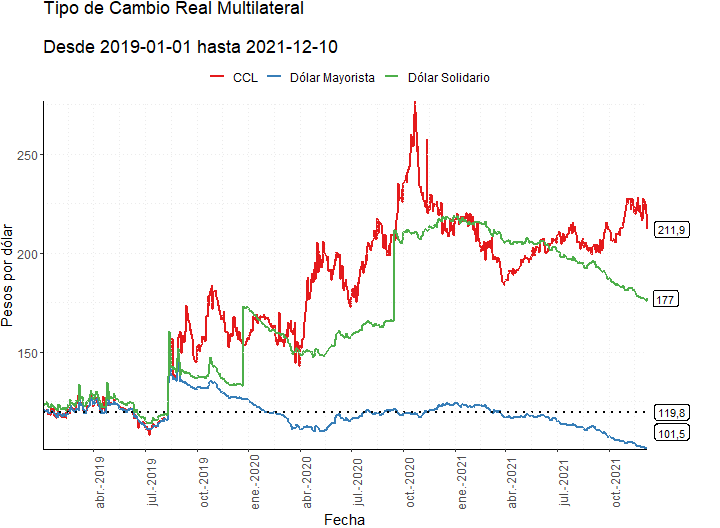 Tipo de Cambio Real Multilateral
Desde 2019-01-01 hasta 2021-12-10
CCL Dólar Mayorista Dólar Solidario
Pesos por dólar
250
200
150
211,9
177
119,8
101,5
abr.-2019
jul.-2019
oct.-2019
ene.-2020
abr.-2020
jul.-2020
oct.-2020
ene.-2021
abr.-2021
jul.-2021
oct.-2021
Fecha